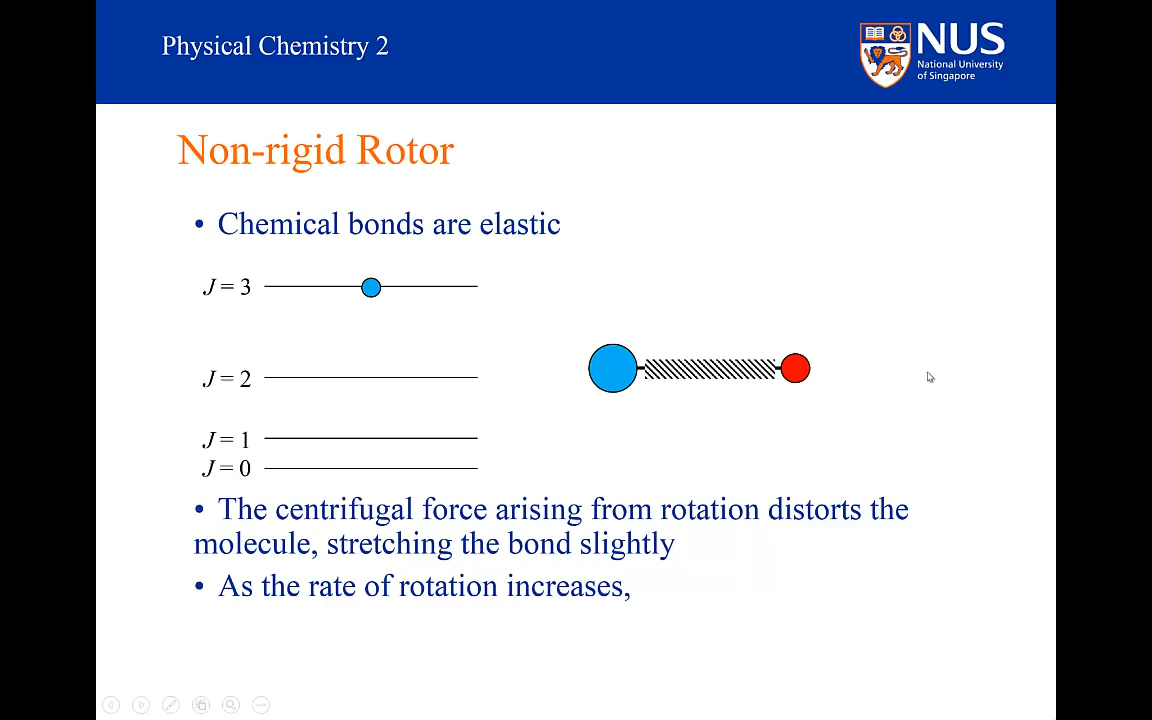 Physical Chemistry 2
NUS
National University
of Singapore
Non-rigid Rotor
• Chemical bonds are elastic
J = 3
J = 2
J = 1
J = 0
• The centrifugal force arising from rotation distorts the
molecule, stretching the bond slightly
• As the rate of rotation increases,